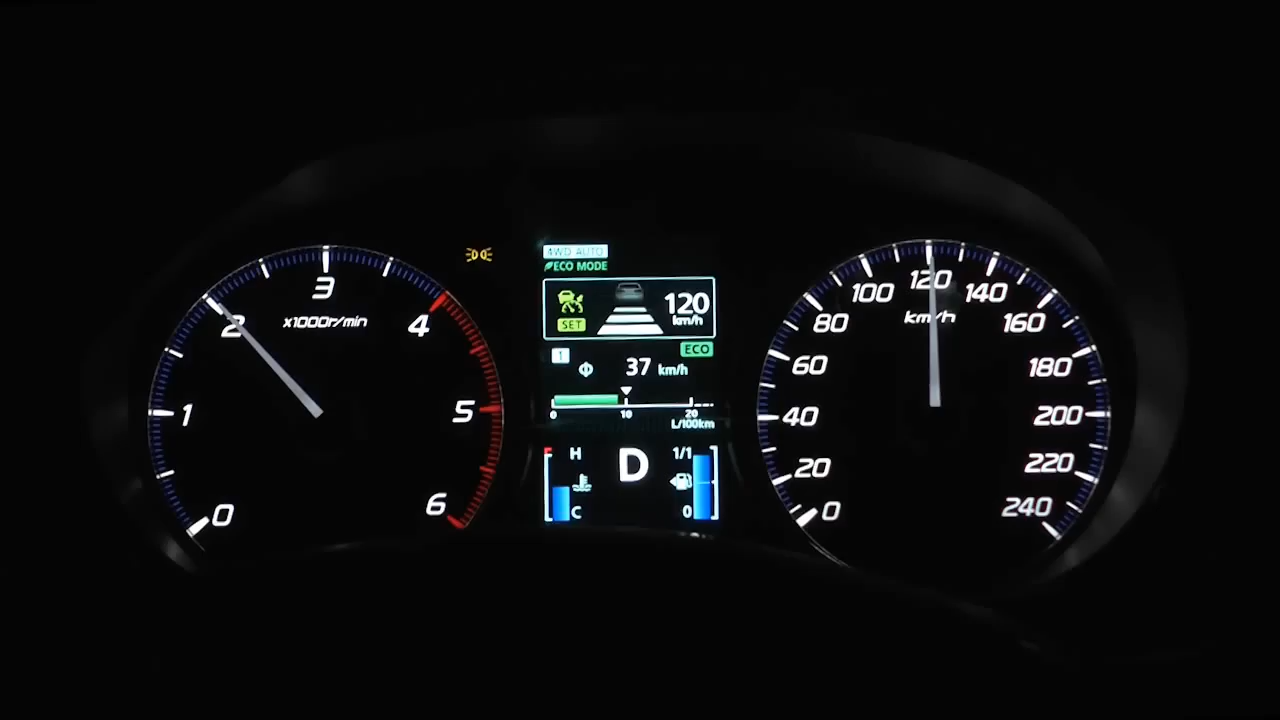 3
2
x1000r/min
4
1
5
0
6
4WD AUTO
ECO MODE
SET
120
km/h
1
ECO
Φ 37 km/h
0 10 20
L/100km
H
D
1/1
C
0
120
100
140
km/h
80
160
60
180
40
200
20
220
0
240